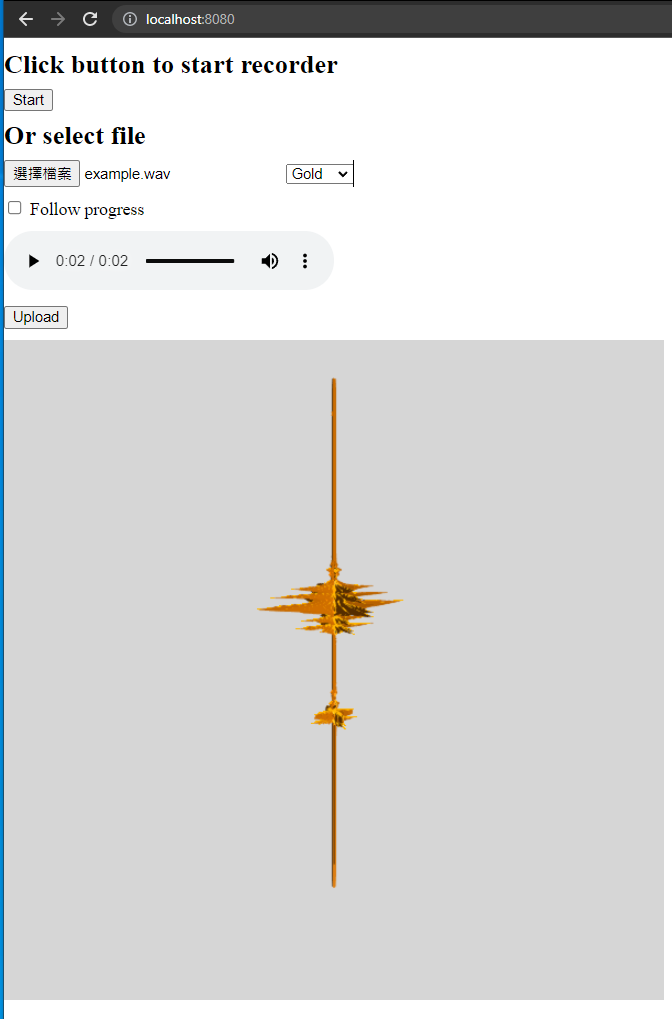 localhost:8080
Click button to start recorder
Start
Or select file
選擇檔案 example.wav Gold
Follow progress
0:02 / 0:02
Upload